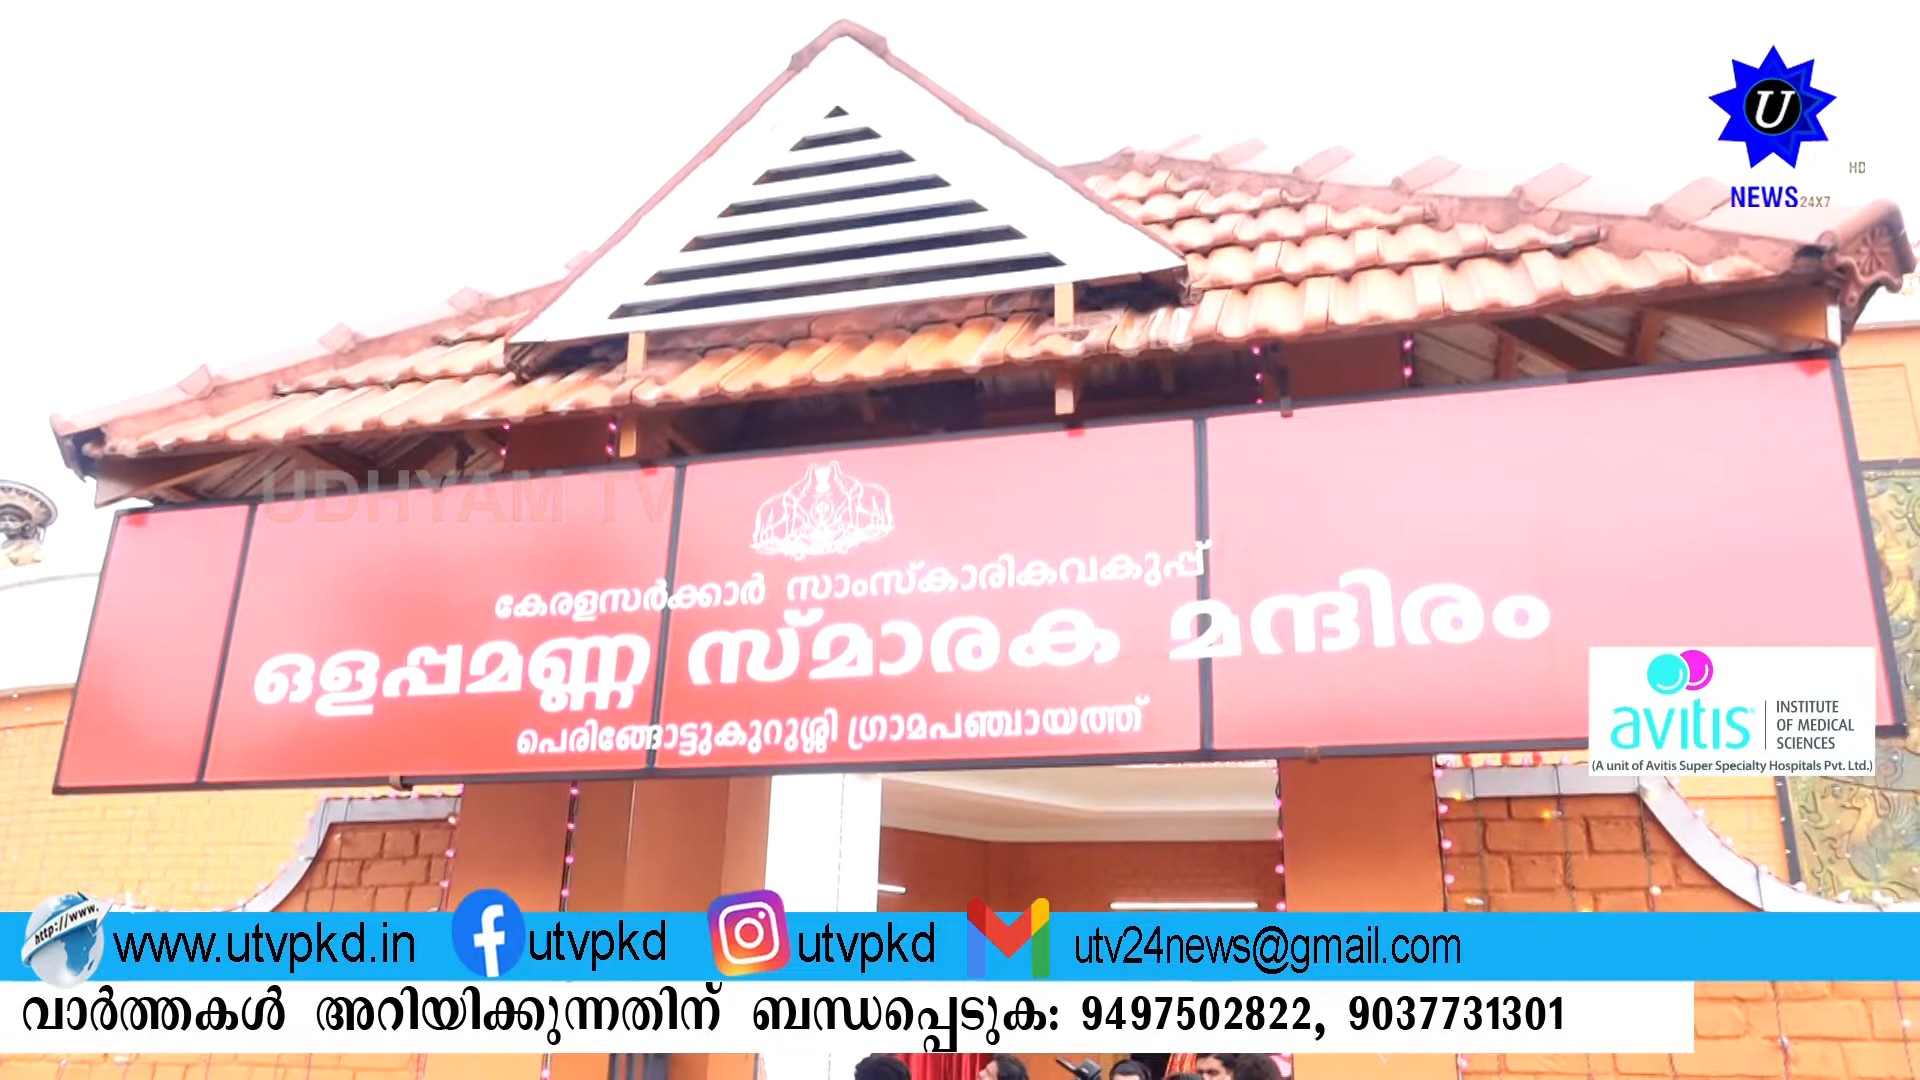 U
HD
NEWS 24X7
UDHYAM TV
കേരളസർക്കാർ സാംസ്കാരികവകുപ്പ്
ഒളപ്പമണ്ണ സ്മാരക മന്ദിരം
പെരിങ്ങോട്ടുകുറുശ്ശി ഗ്രാമപഞ്ചായത്ത്
avitis INSTITUTE OF MEDICAL SCIENCES
(A unit of Avitis Super Specialty Hospitals Pvt. Ltd.)
http://www. www.utvpkd.in utvpkd utvpkd utv24news@gmail.com
വാർത്തകൾ അറിയിക്കുന്നതിന് ബന്ധപ്പെടുക: 9497502822, 9037731301